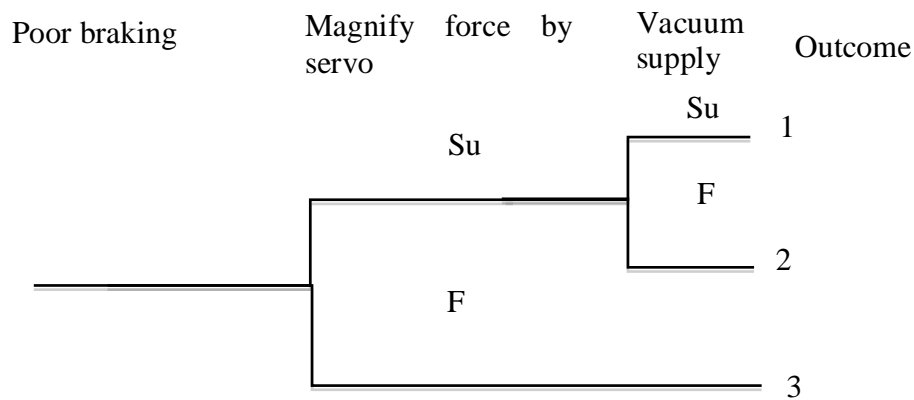 Poor braking
Magnify force by
servo
Vacuum
supply
Outcome
Su
1
Su
F
2
F
3